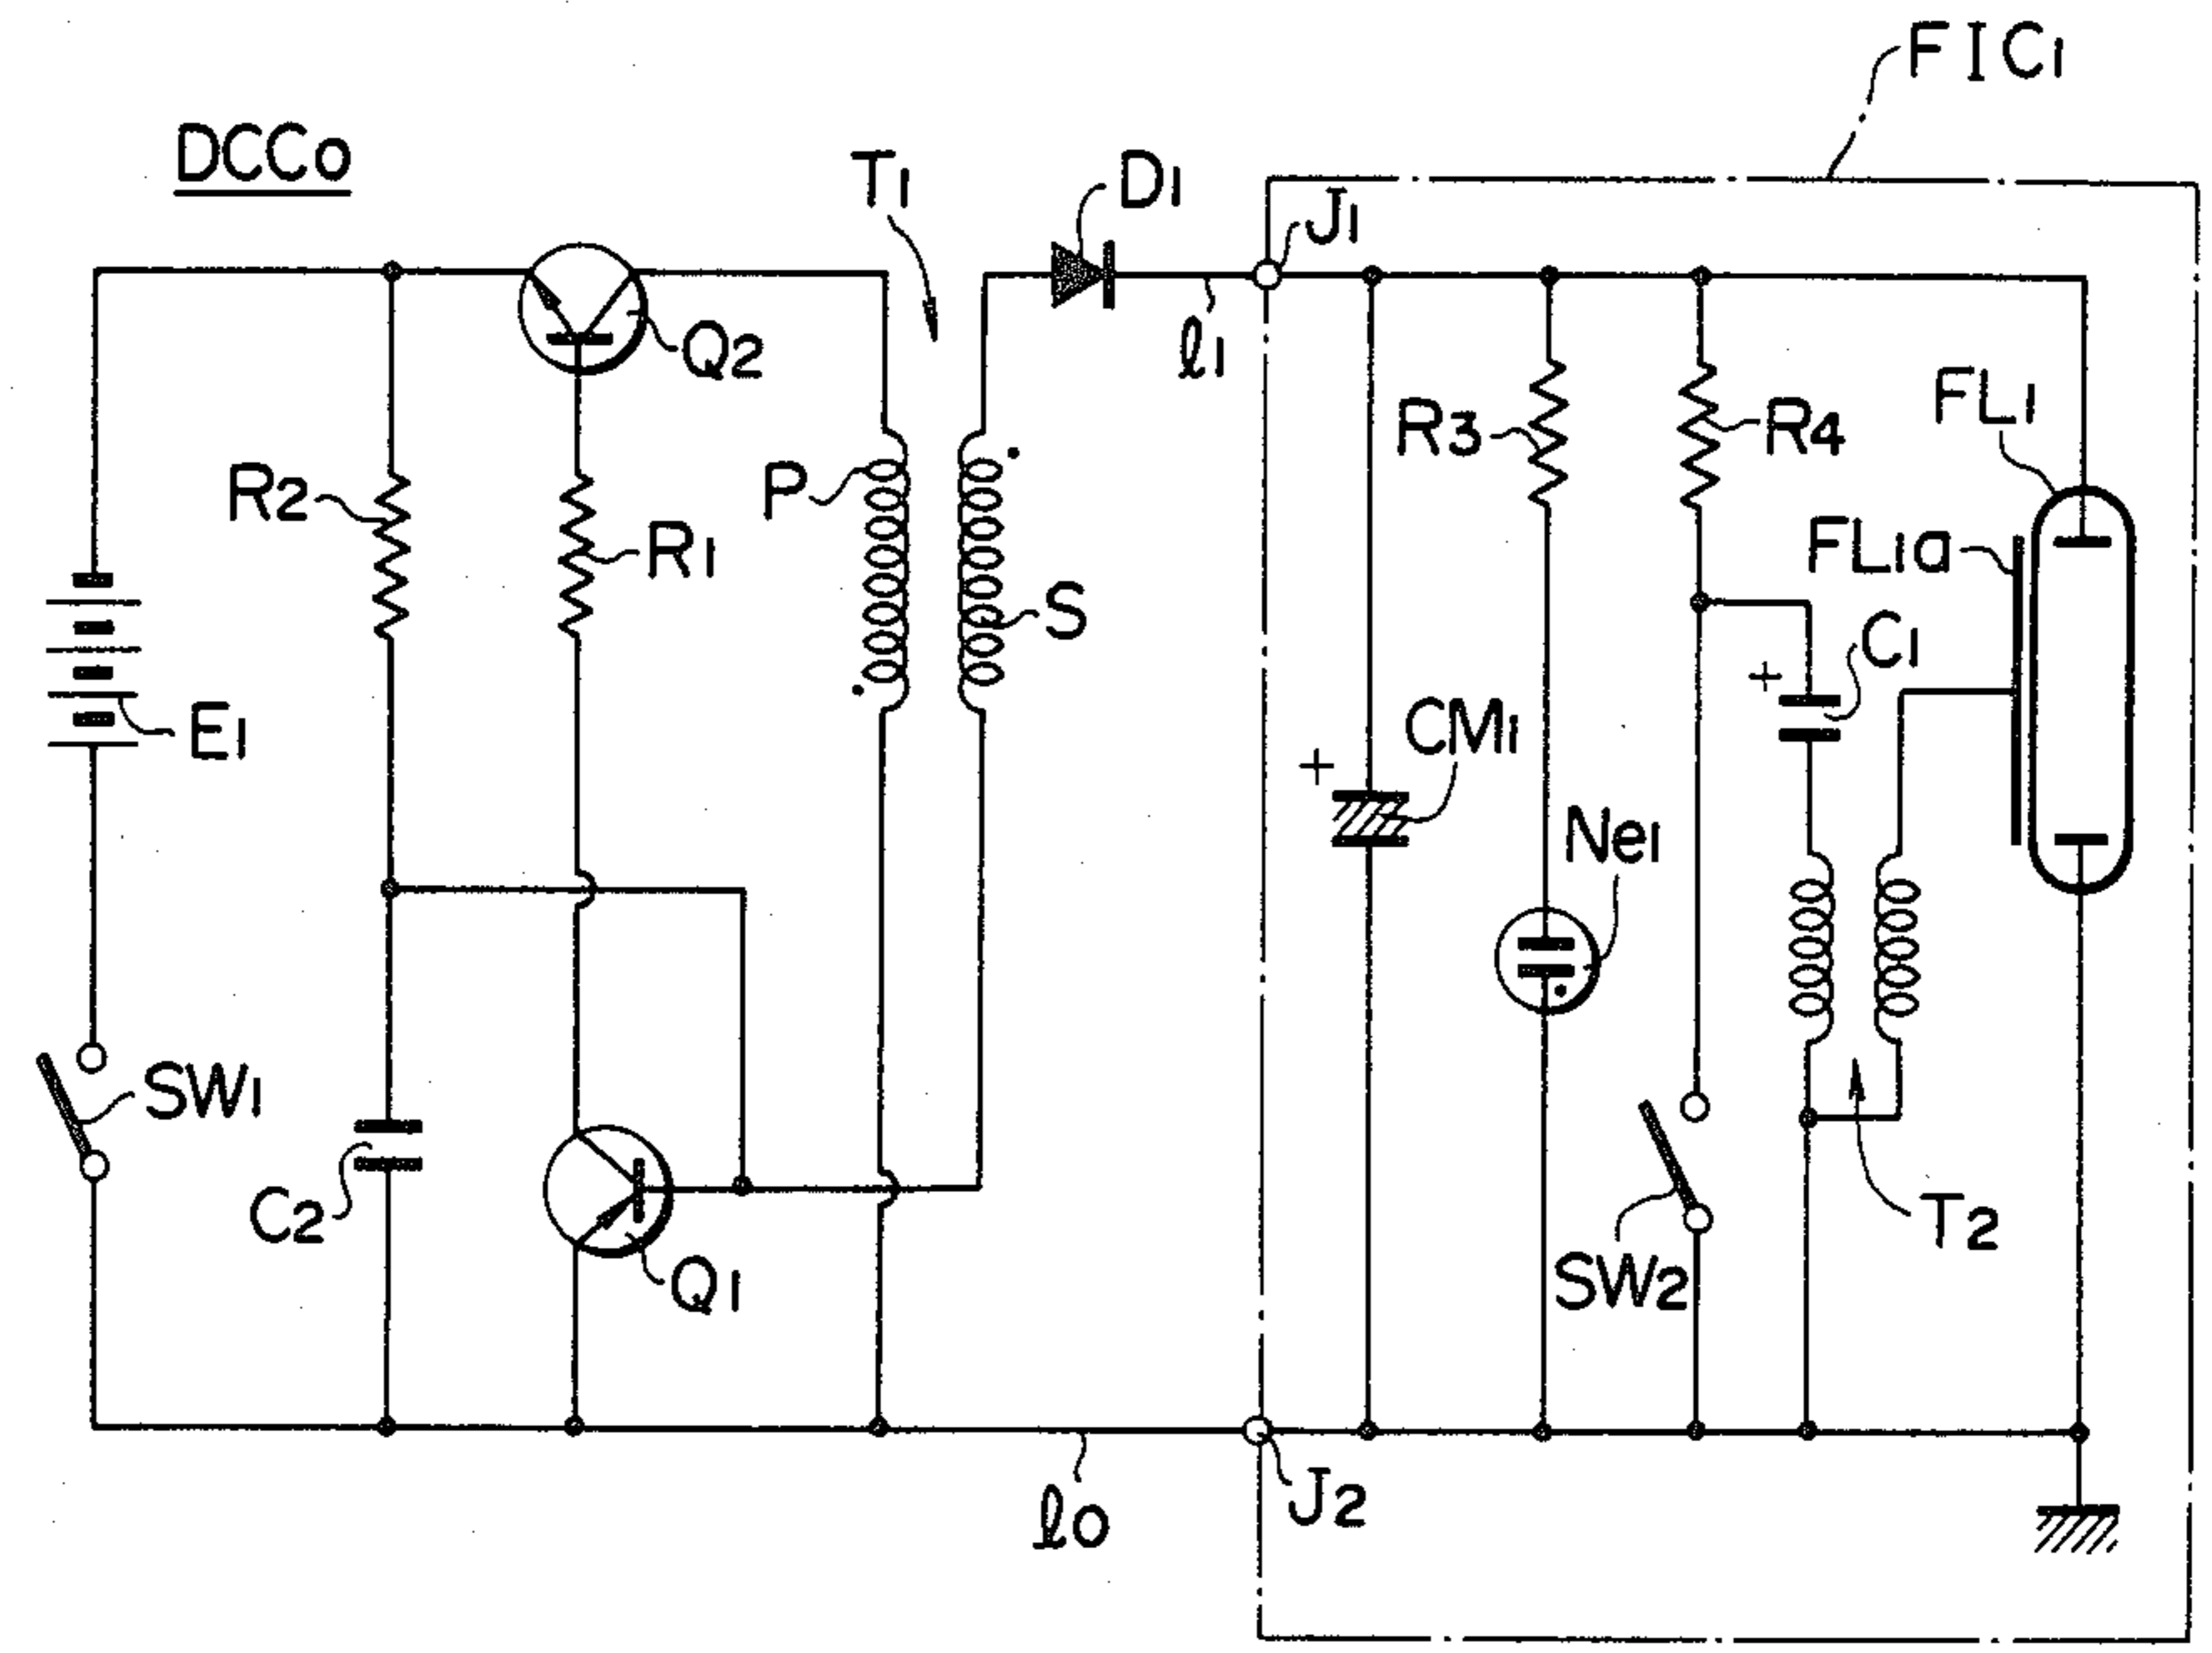 FIC1
DCCo
T1
D1
J1
Q2
l1
FL1
R3
R4
R2
P
R1
FL1a
S
C1
+
E1
CM1
+
Ne1
SW1
C2
T2
Q1
SW2
lo
J2